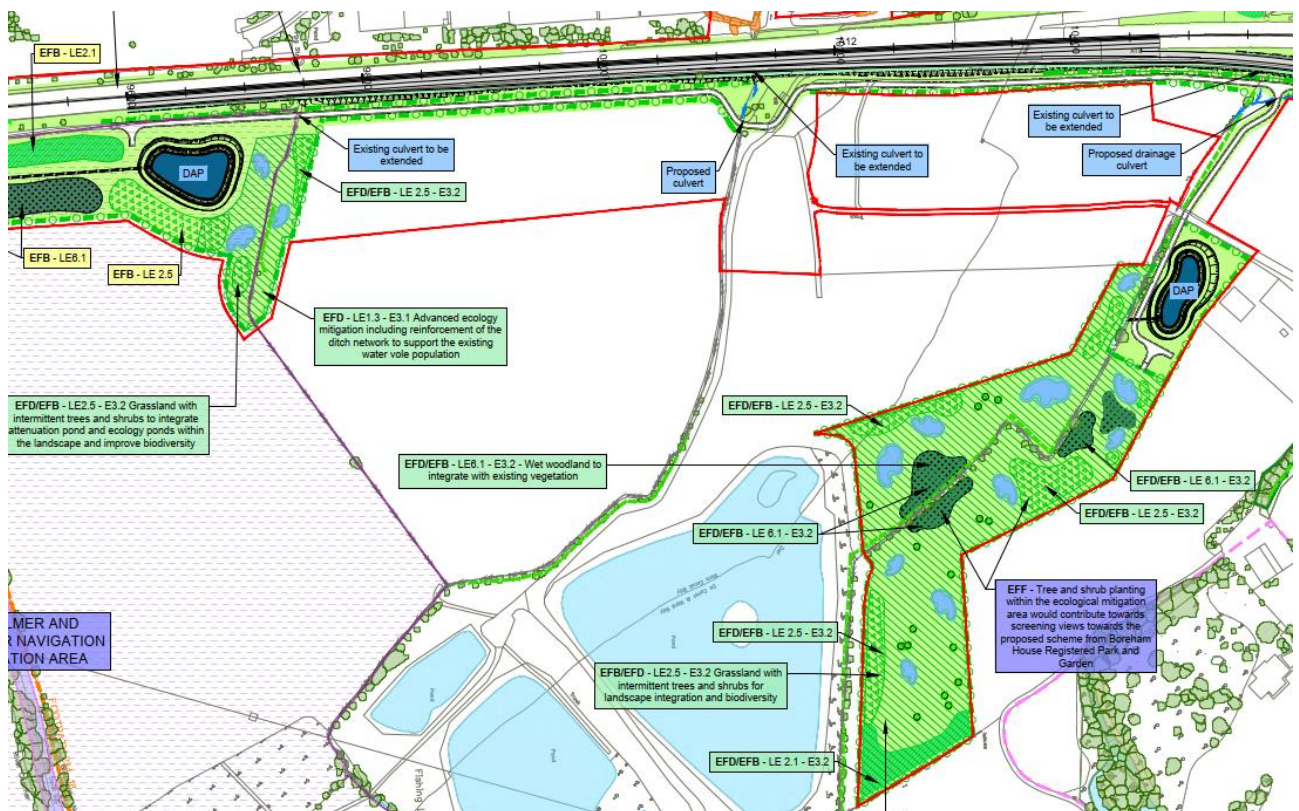 A12
EFB - LE2.1
DAP
Existing culvert to be
extended
EFD/EFB - LE 2.5 - E3.2
Proposed
culvert
Existing culvert to
be extended
Existing culvert to
be extended
Proposed drainage
culvert
EFB - LE6.1
EFB - LE 2.5
DAP
EFD - LE1.3 - E3.1 Advanced ecology
mitigation including reinforcement of the
ditch network to support the existing
water vole population
EFD/EFB - LE2.5 - E3.2 Grassland with
intermittent trees and shrubs to integrate
attenuation pond and ecology ponds within
the landscape and improve biodiversity
EFD/EFB - LE 2.5 - E3.2
EFD/EFB - LE6.1 - E3.2 - Wet woodland to
integrate with existing vegetation
EFD/EFB - LE 6.1 - E3.2
EFD/EFB - LE 2.5 - E3.2
EFD/EFB - LE 6.1 - E3.2
EFF - Tree and shrub planting
within the ecological mitigation
area would contribute towards
screening views towards the
proposed scheme from Boreham
House Registered Park and
Garden
LMER AND
R NAVIGATION
ATION AREA
EFD/EFB - LE 2.5 - E3.2
EFB/EFD - LE2.5 - E3.2 Grassland with
intermittent trees and shrubs for
landscape integration and biodiversity
Pond
Pond
Pond
Fishing
EFD/EFB - LE 2.1 - E3.2